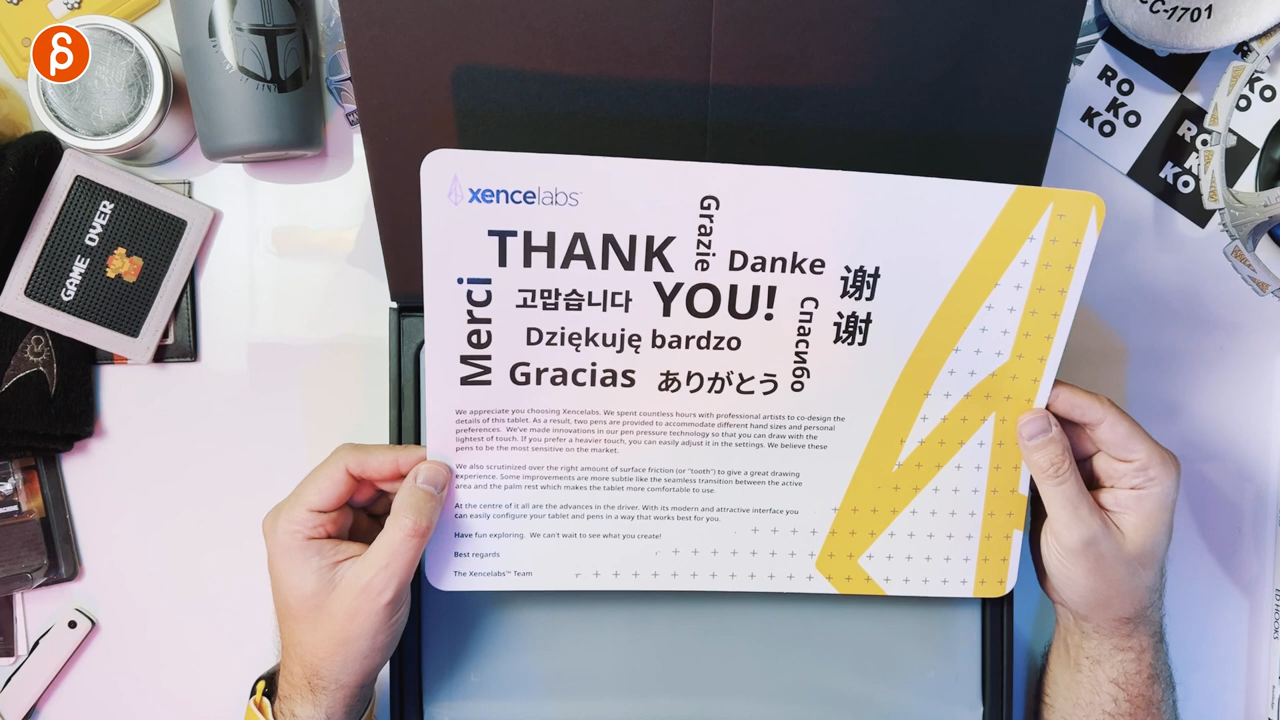 xencelabs
THANK
YOU!
Grazie
Danke
谢谢
Merci
고맙습니다
Спасибо
Dziękuję bardzo
Gracias
ありがとう
We appreciate you choosing Xencelabs. We spent countless hours with professional artists to co-design the
details of this tablet. As a result, two pens are provided to accommodate different hand sizes and personal
preferences. We've made innovations in our pen pressure technology so that you can draw with the
lightest of touch. If you prefer a heavier touch, you can easily adjust it in the settings. We believe these
pens to be the most sensitive on the market.
We also scrutinized over the right amount of surface friction (or "tooth") to give a great drawing
experience. Some improvements are more subtle like the seamless transition between the active
area and the palm rest which makes the tablet more comfortable to use.
At the centre of it all are the advances in the driver. With its modern and attractive interface you
can easily configure your tablet and pens in a way that works best for you.
Have fun exploring. We can't wait to see what you create!
Best regards
The Xencelabs™ Team
GAME OVER
CC-1701
RO
KO
KO
RO
KO
ED HOOKS